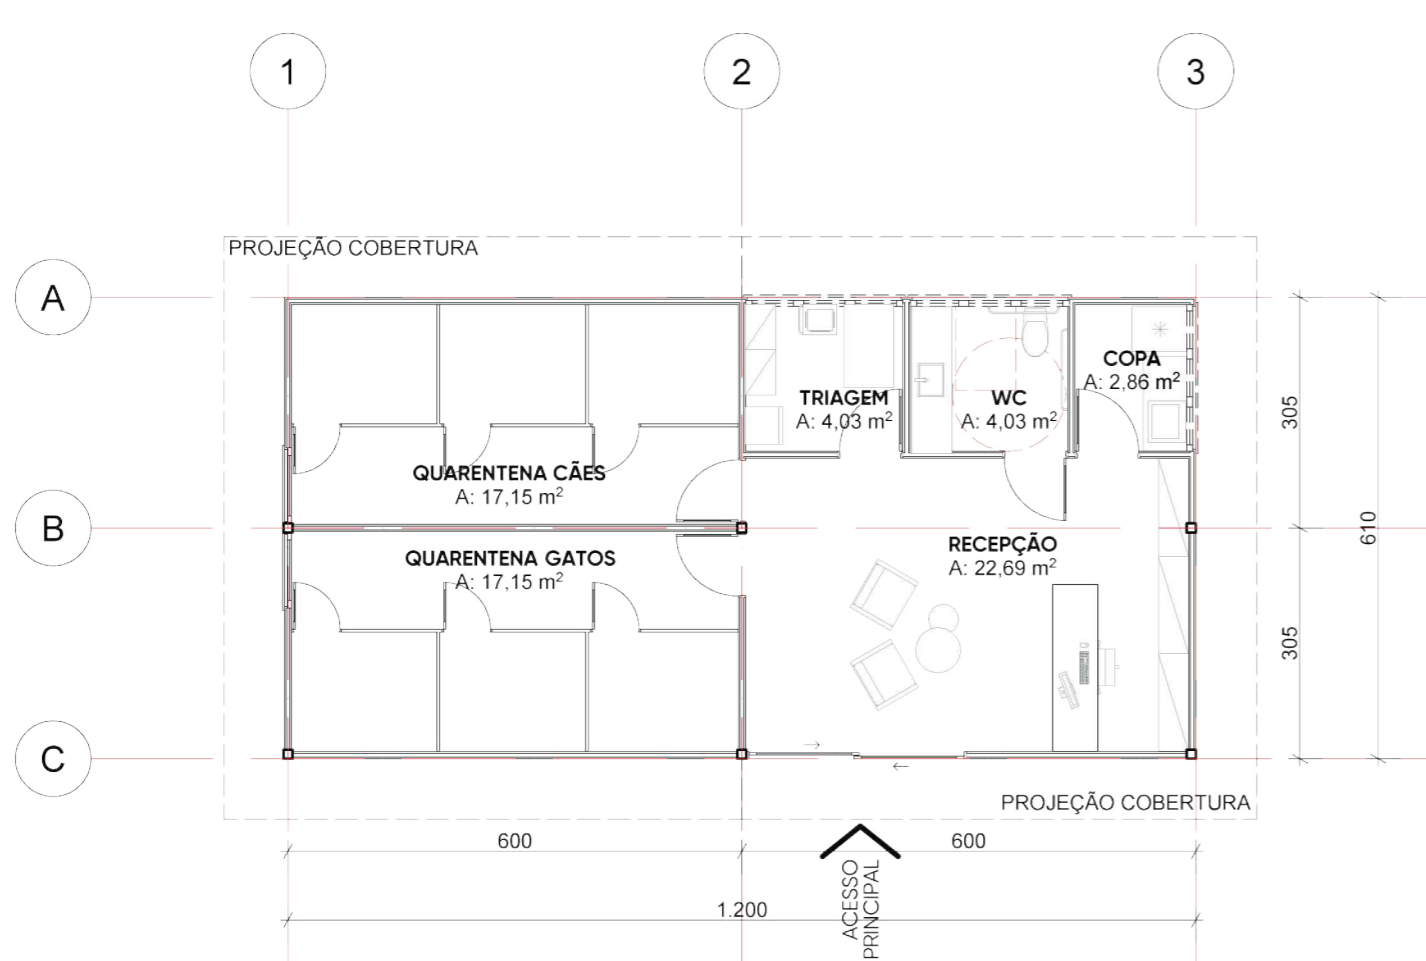 1
2
3
PROJEÇÃO COBERTURA
A
COPA
A: 2,86 m²
TRIAGEM
A: 4,03 m²
WC
A: 4,03 m²
305
QUARENTENA CÃES
A: 17,15 m²
B
610
QUARENTENA GATOS
A: 17,15 m²
RECEPÇÃO
A: 22,69 m²
305
C
PROJEÇÃO COBERTURA
600
600
ACESSO
PRINCIPAL
1.200